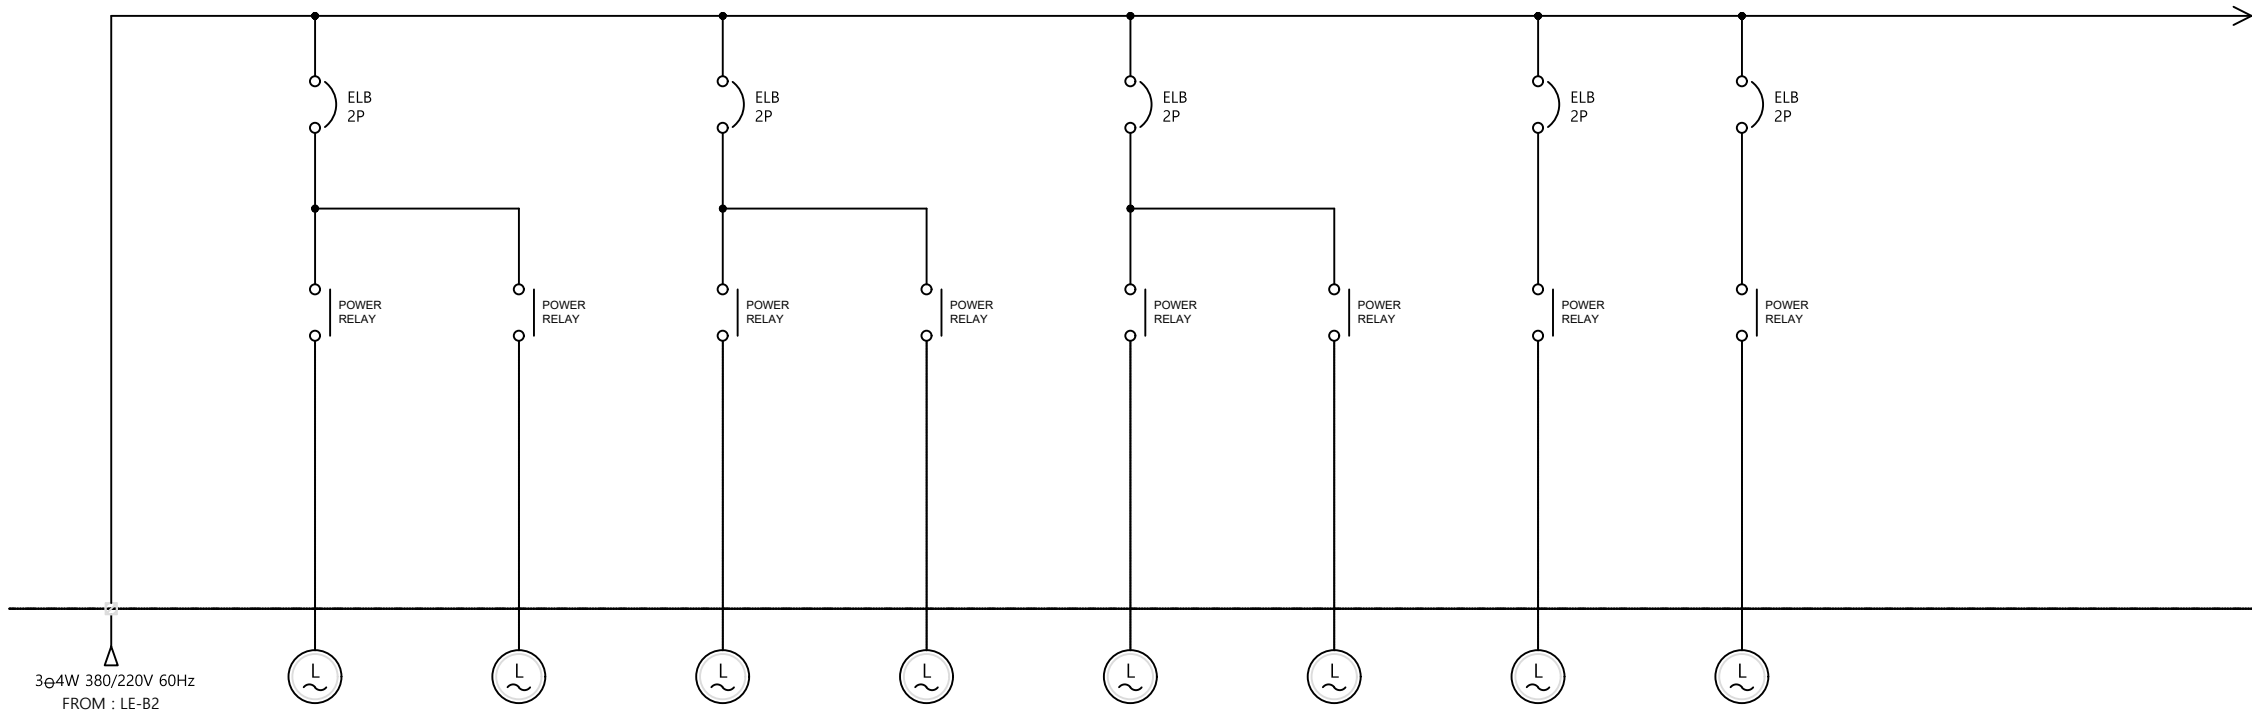 ELB
2P
ELB
2P
ELB
2P
ELB
2P
ELB
2P
POWER
RELAY
POWER
RELAY
POWER
RELAY
POWER
RELAY
POWER
RELAY
POWER
RELAY
POWER
RELAY
POWER
RELAY
L
L
L
L
L
L
L
L
3⌀4W 380/220V 60Hz
FROM : LE-B2